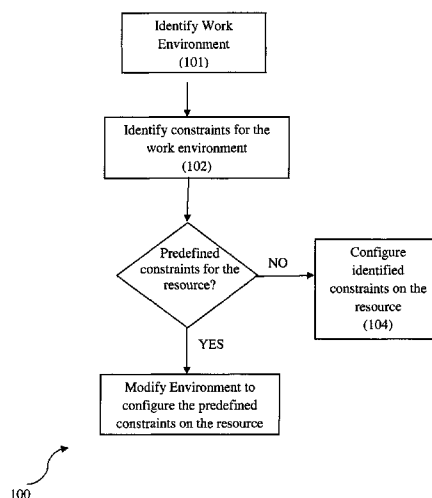 Identify Work
Environment
(101)
Identify constraints for the
work environment
(102)
Predefined
constraints for the
resource?
NO
Configure
identified
constraints on the
resource
(104)
YES
Modify Environment to
configure the predefined
constraints on the resource
100